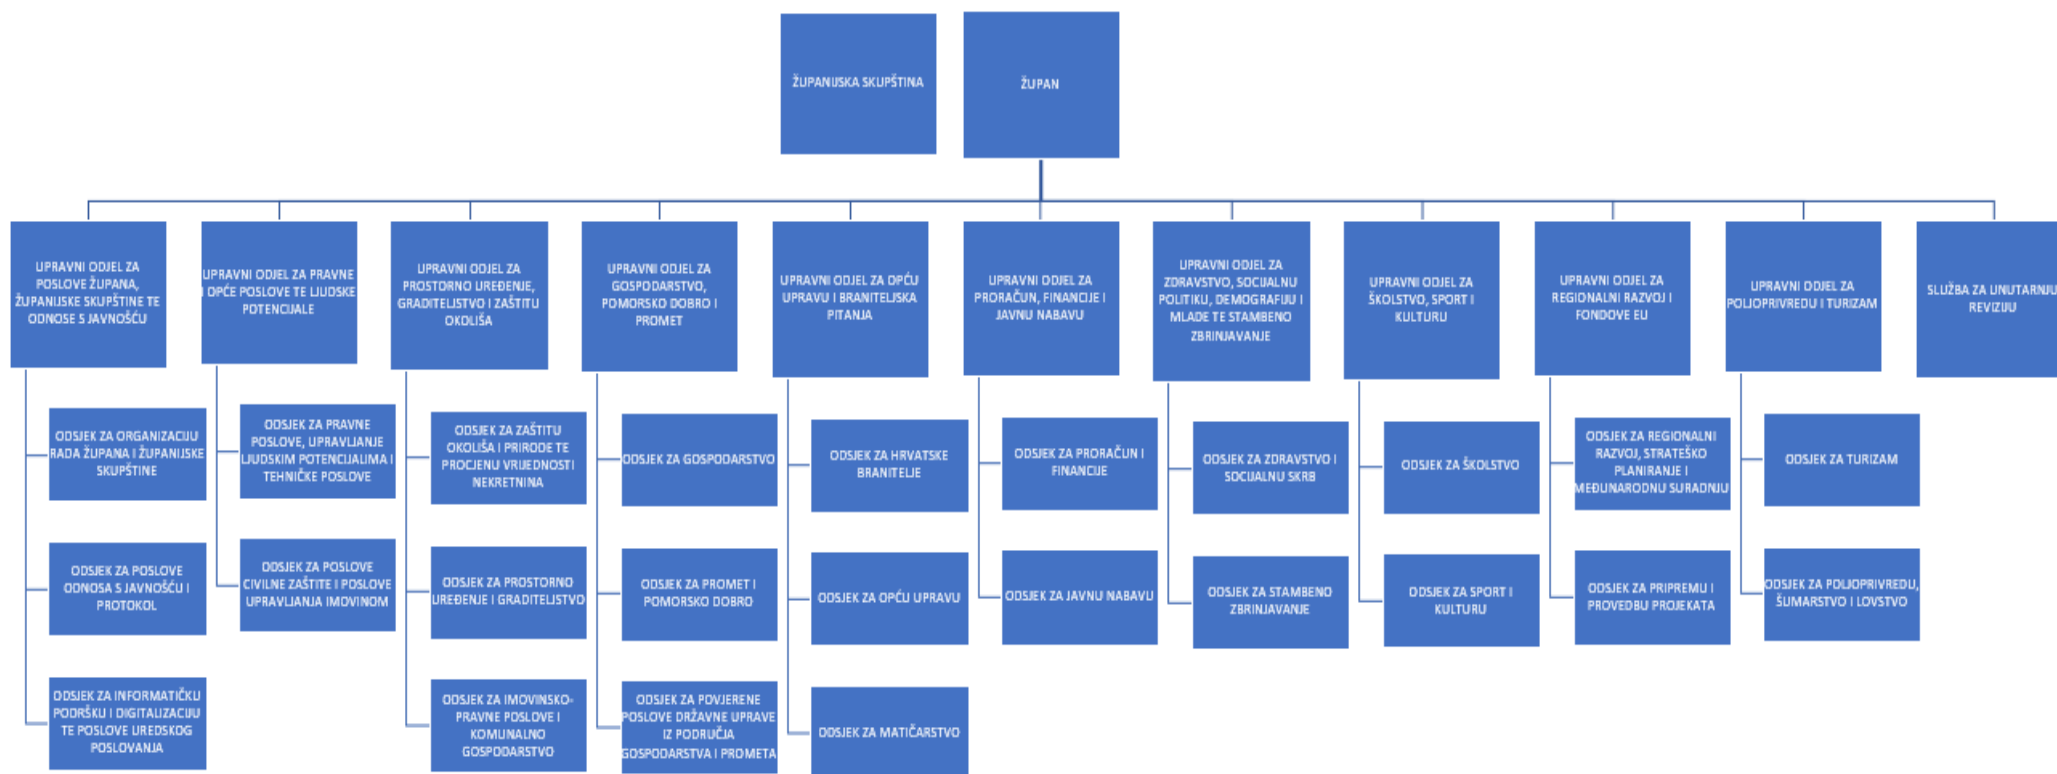 ŽUPANIJSKA SKUPŠTINA
ŽUPAN
UPRAVNI ODJEL ZA
POSLOVE ŽUPANA,
ŽUPANIJSKE SKUPŠTINE TE
ODNOSE S JAVNOŠĆU
UPRAVNI ODJEL ZA PRAVNE
I OPĆE POSLOVE TE LJUDSKE
POTENCIJALE
UPRAVNI ODJEL ZA
PROSTORNO UREĐENJE,
GRADITELJSTVO I ZAŠTITU
OKOLIŠA
UPRAVNI ODJEL ZA
GOSPODARSTVO,
POMORSKO DOBRO I
PROMET
UPRAVNI ODJEL ZA OPĆU
UPRAVU I BRANITELJSKA
PITANJA
UPRAVNI ODJEL ZA
PRORAČUN, FINANCIJE I
JAVNU NABAVU
UPRAVNI ODJEL ZA
ZDRAVSTVO, SOCIJALNU
POLITIKU, DEMOGRAFIJU I
MLADE TE STAMBENO
ZBRINJAVANJE
UPRAVNI ODJEL ZA
ŠKOLSTVO, SPORT I
KULTURU
UPRAVNI ODJEL ZA
REGIONALNI RAZVOJ I
FONDOVE EU
UPRAVNI ODJEL ZA
POLJOPRIVREDU I TURIZAM
SLUŽBA ZA UNUTARNJU
REVIZIJU
ODSJEK ZA ORGANIZACIJU
RADA ŽUPANA I ŽUPANIJSKE
SKUPŠTINE
ODSJEK ZA POSLOVE
ODNOSA S JAVNOŠĆU I
PROTOKOL
ODSJEK ZA INFORMATIČKU
PODRŠKU I DIGITALIZACIJU
TE POSLOVE UREDSKOG
POSLOVANJA
ODSJEK ZA PRAVNE
POSLOVE, UPRAVLJANJE
LJUDSKIM POTENCIJALIMA I
TEHNIČKE POSLOVE
ODSJEK ZA POSLOVE
CIVILNE ZAŠTITE I POSLOVE
UPRAVLJANJA IMOVINOM
ODSJEK ZA ZAŠTITU
OKOLIŠA I PRIRODE TE
PROCJENU VRIJEDNOSTI
NEKRETNINA
ODSJEK ZA PROSTORNO
UREĐENJE I GRADITELJSTVO
ODSJEK ZA IMOVINSKO-
PRAVNE POSLOVE I
KOMUNALNO
GOSPODARSTVO
ODSJEK ZA GOSPODARSTVO
ODSJEK ZA PROMET I
POMORSKO DOBRO
ODSJEK ZA POVJERENE
POSLOVE DRŽAVNE UPRAVE
IZ PODRUČJA
GOSPODARSTVA I PROMETA
ODSJEK ZA HRVATSKE
BRANITELJE
ODSJEK ZA OPĆU UPRAVU
ODSJEK ZA MATIČARSTVO
ODSJEK ZA PRORAČUN I
FINANCIJE
ODSJEK ZA JAVNU NABAVU
ODSJEK ZA ZDRAVSTVO I
SOCIJALNU SKRB
ODSJEK ZA STAMBENO
ZBRINJAVANJE
ODSJEK ZA ŠKOLSTVO
ODSJEK ZA SPORT I
KULTURU
ODSJEK ZA REGIONALNI
RAZVOJ, STRATEŠKO
PLANIRANJE I
MEĐUNARODNU SURADNJU
ODSJEK ZA PRIPREMU I
PROVEDBU PROJEKATA
ODSJEK ZA TURIZAM
ODSJEK ZA POLJOPRIVREDU,
ŠUMARSTVO I LOVSTVO